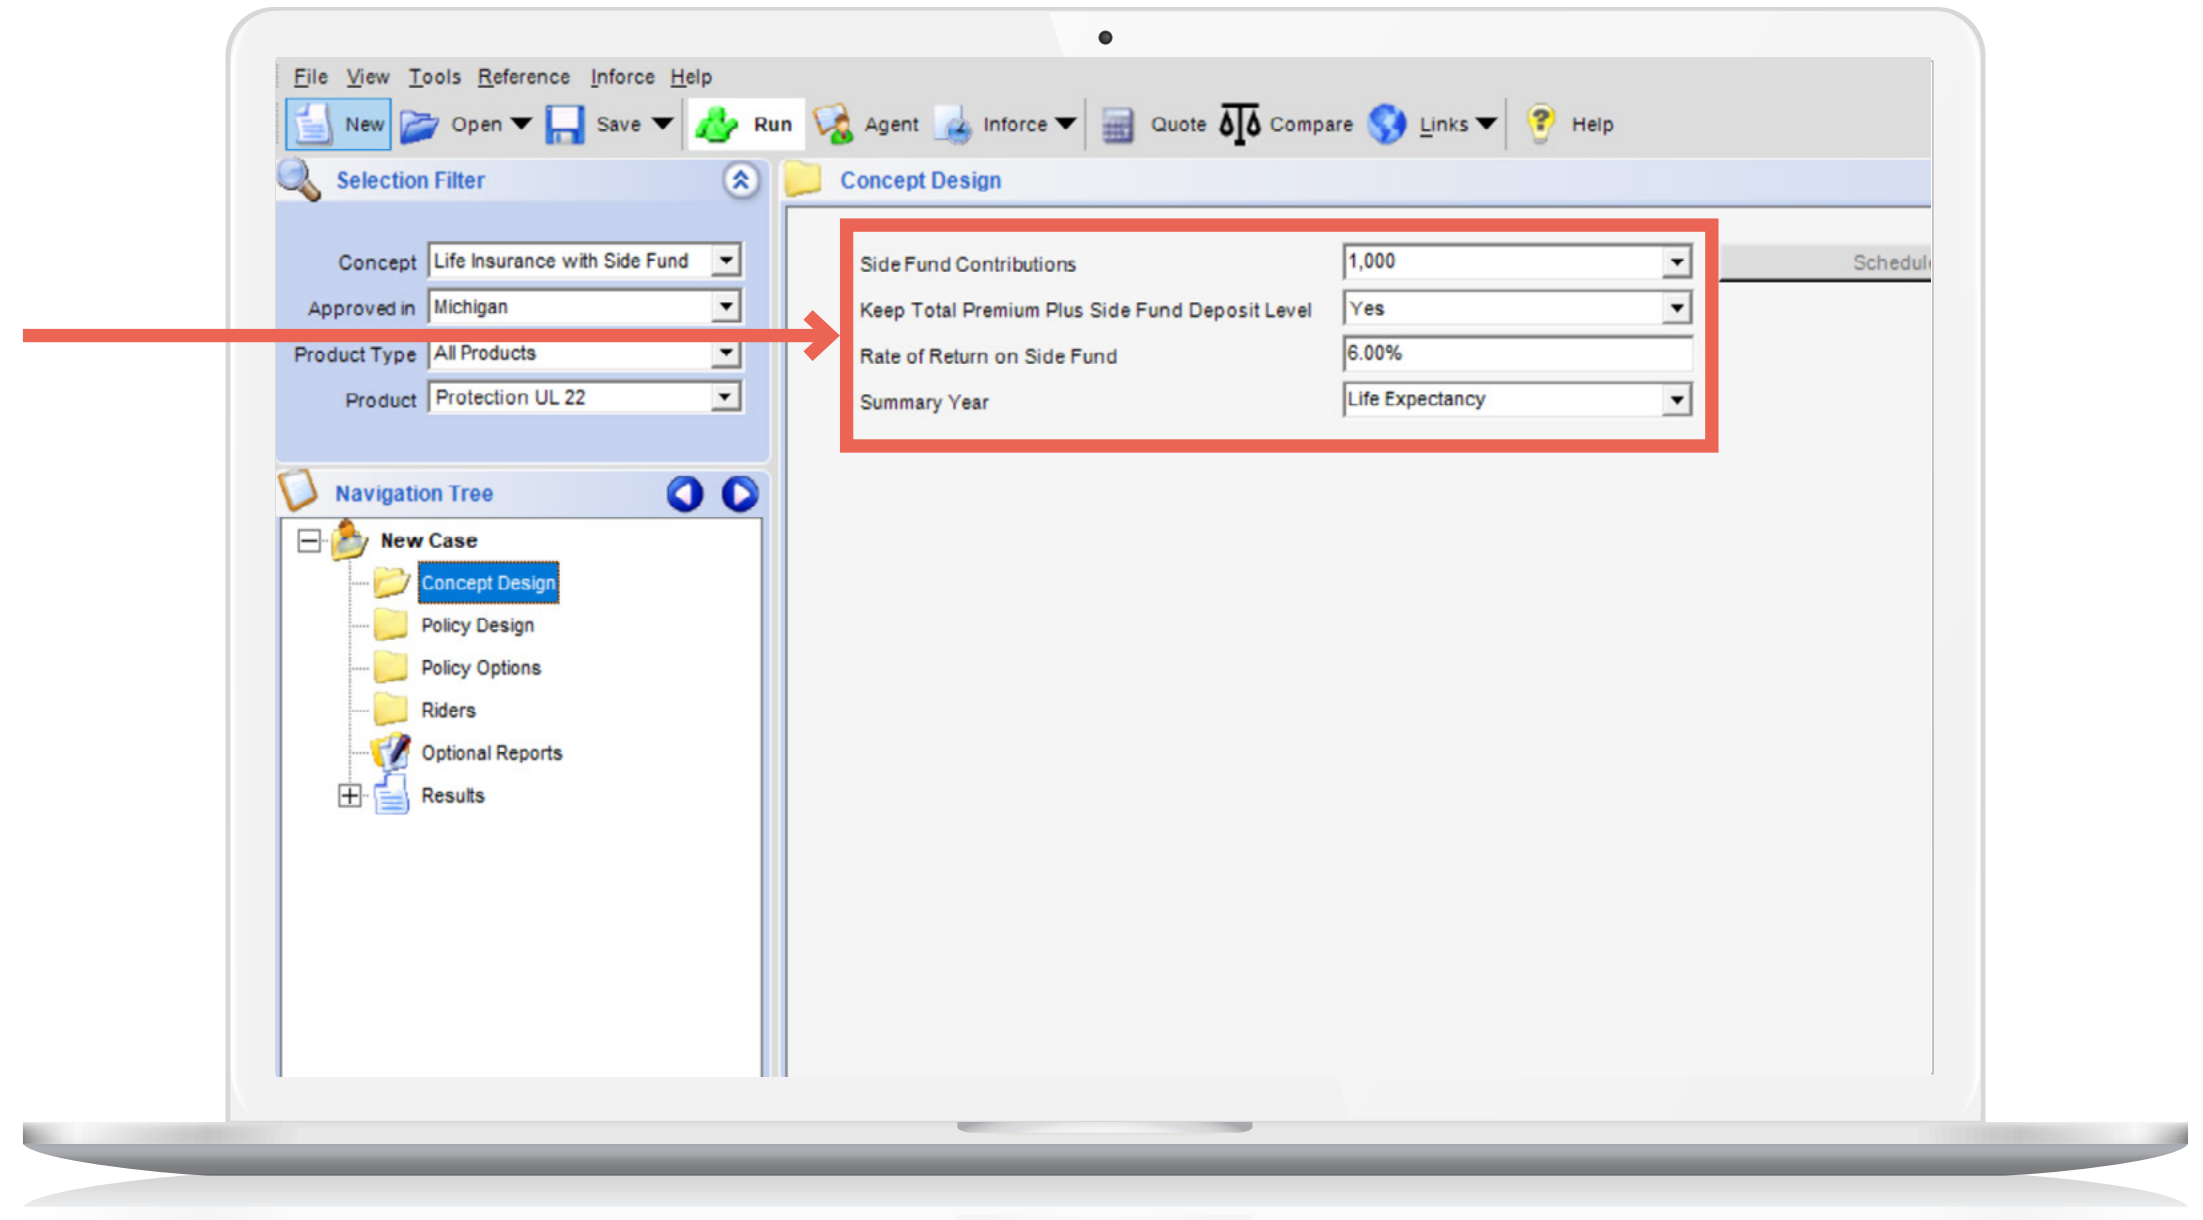 File View Tools Reference Inforce Help
New Open Save Run Agent Inforce Quote Compare Links Help
Selection Filter
Concept Life Insurance with Side Fund
Approved in Michigan
Product Type All Products
Product Protection UL 22
Navigation Tree
New Case
Concept Design
Policy Design
Policy Options
Riders
Optional Reports
Results
Concept Design
Side Fund Contributions 1,000
Keep Total Premium Plus Side Fund Deposit Level Yes
Rate of Return on Side Fund 6.00%
Summary Year Life Expectancy